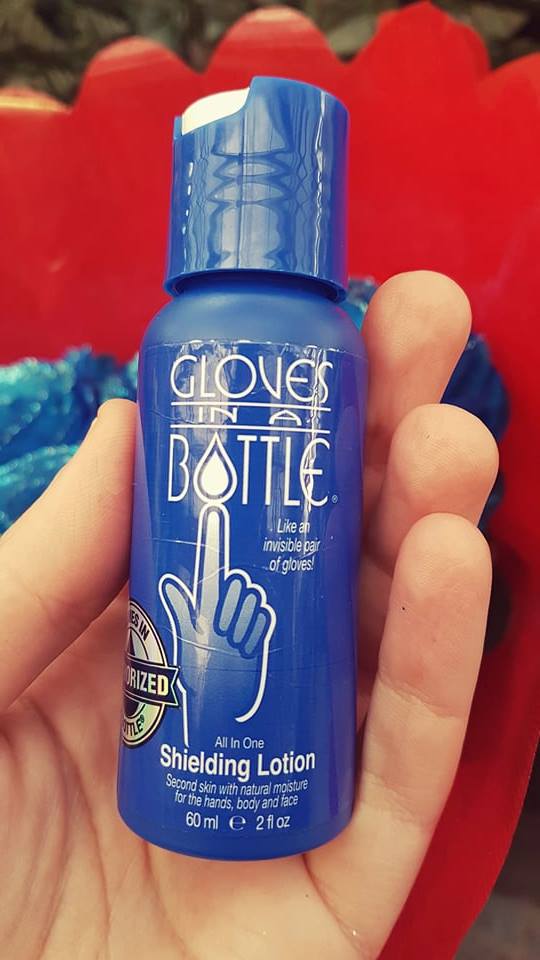 GLOVES
IN A
BOTTLE®
Like an
invisible pair
of gloves!
ORIZED
All In One
Shielding Lotion
Second skin with natural moisture
for the hands, body and face
60 ml ℮ 2 fl oz